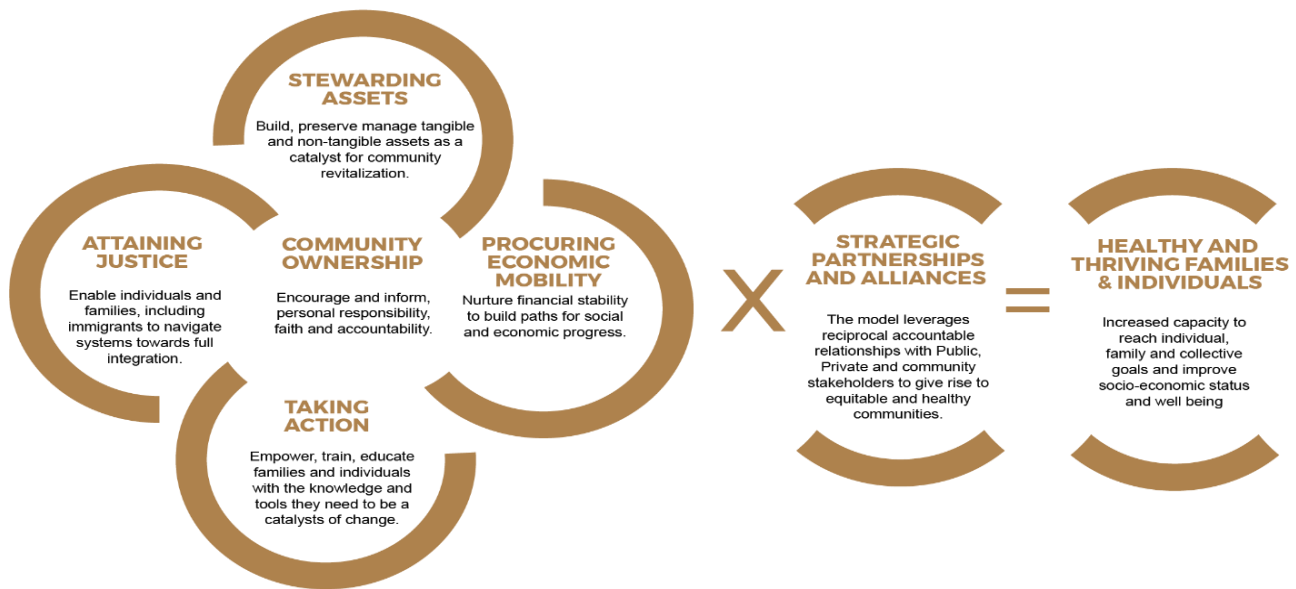 STEWARDING
ASSETS
Build, preserve manage tangible
and non-tangible assets as a
catalyst for community
revitalization.
ATTAINING
JUSTICE
Enable individuals and
families, including
immigrants to navigate
systems towards full
integration.
COMMUNITY
OWNERSHIP
Encourage and inform,
personal responsibility,
faith and accountability.
PROCURING
ECONOMIC
MOBILITY
Nurture financial stability
to build paths for social
and economic progress.
TAKING
ACTION
Empower, train, educate
families and individuals
with the knowledge and
tools they need to be a
catalysts of change.
X
STRATEGIC
PARTNERSHIPS
AND ALLIANCES
The model leverages
reciprocal accountable
relationships with Public,
Private and community
stakeholders to give rise to
equitable and healthy
communities.
=
HEALTHY AND
THRIVING FAMILIES
& INDIVIDUALS
Increased capacity to
reach individual,
family and collective
goals and improve
socio-economic status
and well being